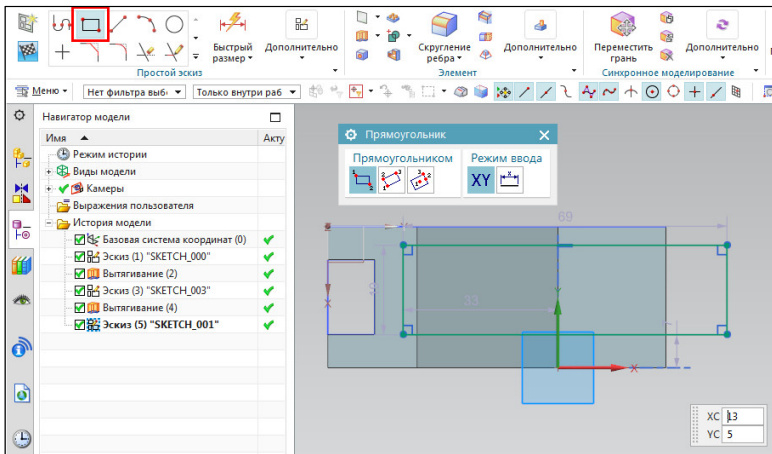 Быстрый размер
Дополнительно
Скругление ребра
Дополнительно
Переместить грань
Дополнительно
Простой эскиз
Элемент
Синхронное моделирование
Меню
Нет фильтра выб
Только внутри раб
Навигатор модели
Имя
Акту
Режим истории
Виды модели
Камеры
Выражения пользователя
История модели
Базовая система координат (0)
Эскиз (1) "SKETCH_000"
Вытягивание (2)
Эскиз (3) "SKETCH_003"
Вытягивание (4)
Эскиз (5) "SKETCH_001"
Прямоугольник
Прямоугольником
Режим ввода
XY
69
33
Y
X
X
XC 13
YC 5